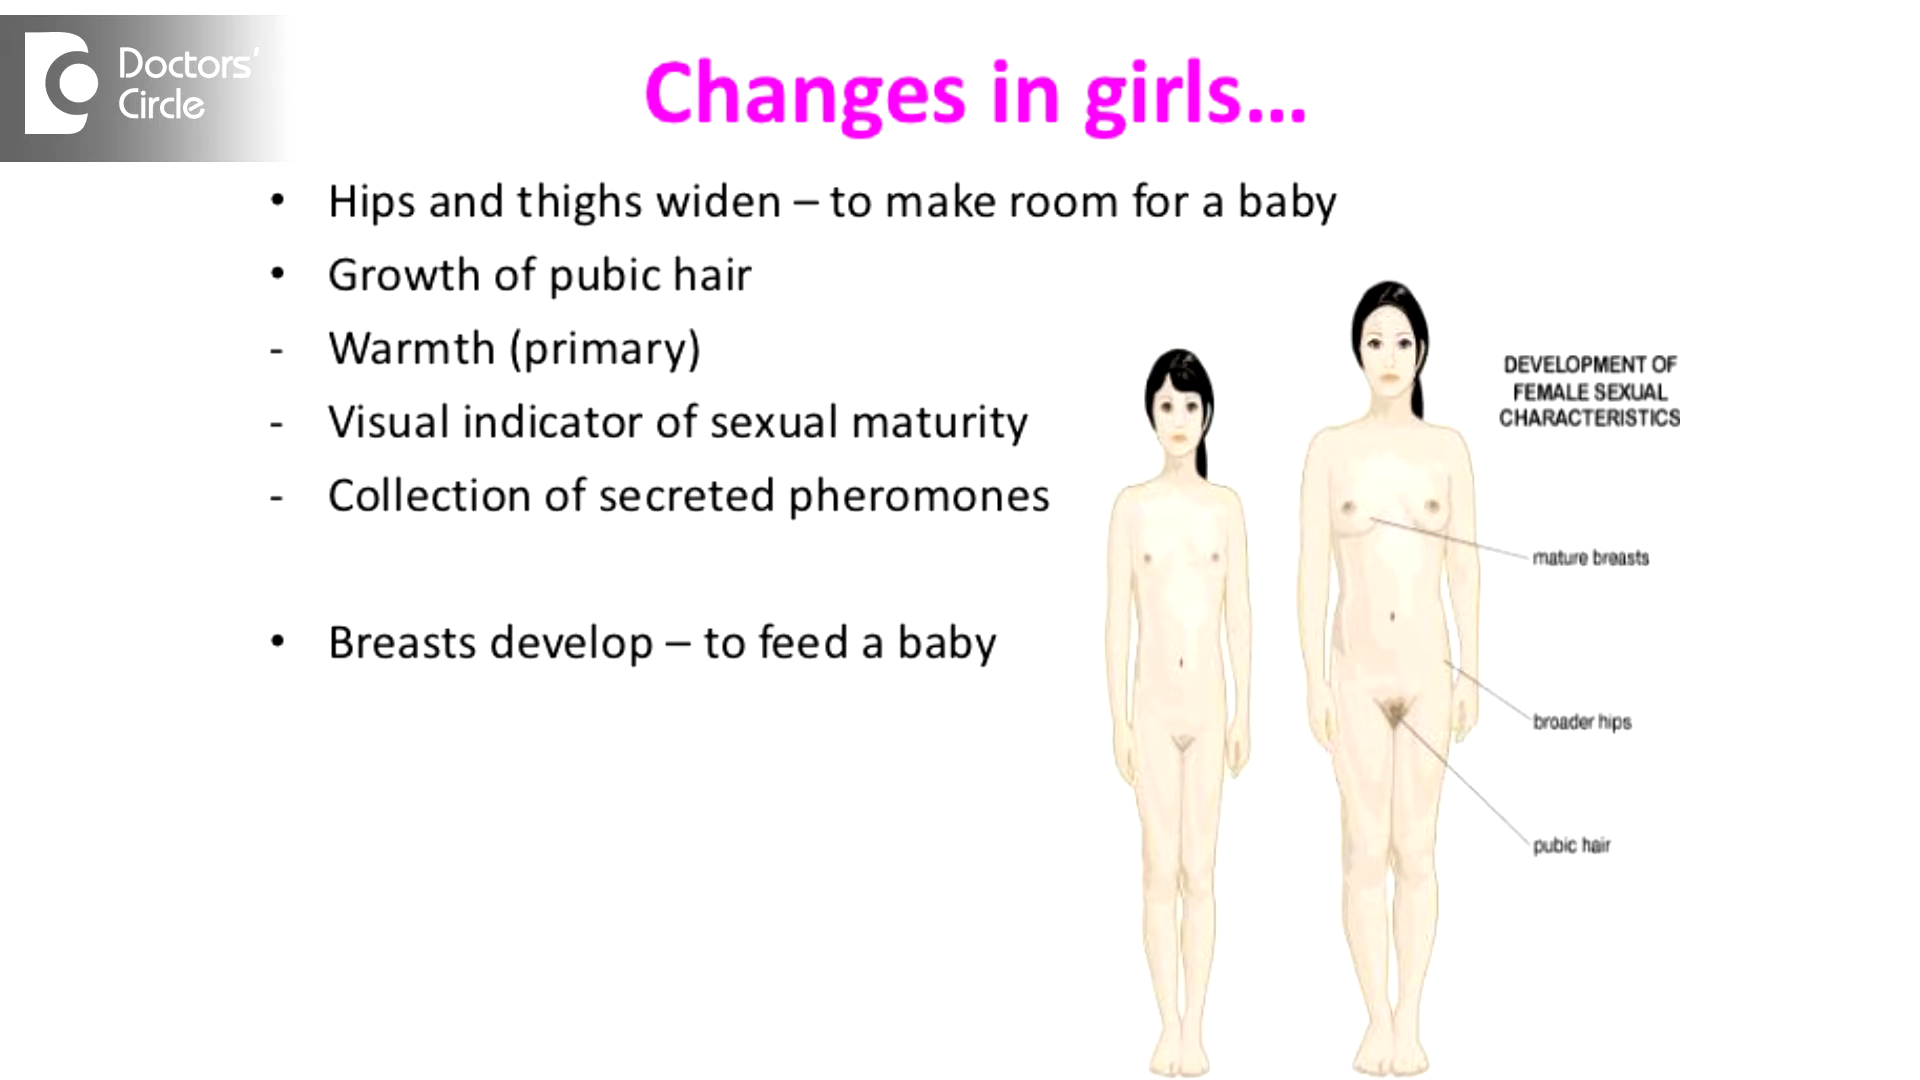 Doctors'
Circle
Changes in girls...
• Hips and thighs widen – to make room for a baby
• Growth of pubic hair
- Warmth (primary)
- Visual indicator of sexual maturity
- Collection of secreted pheromones
• Breasts develop – to feed a baby
DEVELOPMENT OF
FEMALE SEXUAL
CHARACTERISTICS
mature breasts
broader hips
pubic hair